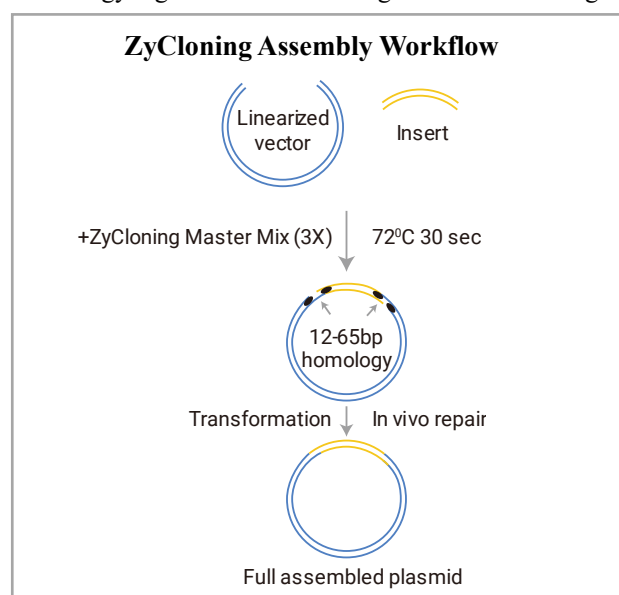 ZyCloning Assembly Workflow
Linearized
vector
Insert
+ZyCloning Master Mix (3X) 72⁰C 30 sec
12-65bp
homology
Transformation In vivo repair
Full assembled plasmid